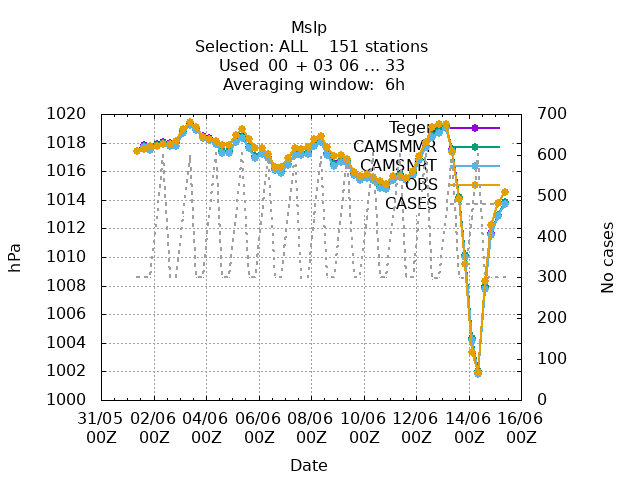 Mslp
Selection: ALL    151 stations
Used  00  + 03 06 ... 33
Averaging window:  6h
1020
1018
1016
1014
1012
1010
1008
1006
1004
1002
1000
hPa
700
600
500
400
300
200
100
0
No cases
Tegen
CAMSMMR
CAMSNRT
OBS
CASES
31/05 02/06 04/06 06/06 08/06 10/06 12/06 14/06 16/06
00Z 00Z 00Z 00Z 00Z 00Z 00Z 00Z 00Z
Date